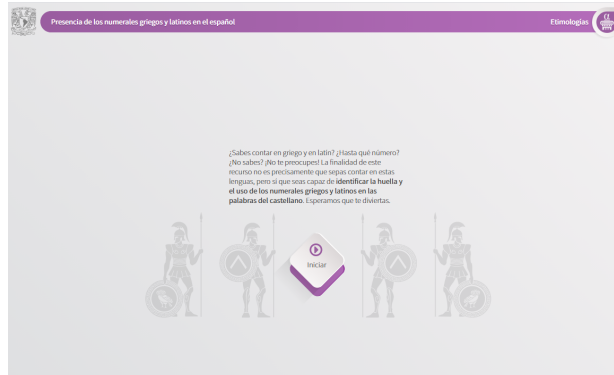 Presencia de los numerales griegos y latinos en el español
Etimologías
¿Sabes contar en griego y en latín? ¿Hasta qué número?
¿No sabes? ¡No te preocupes! La finalidad de este
recurso no es precisamente que sepas contar en estas
lenguas, pero sí que seas capaz de identificar la huella y
el uso de los numerales griegos y latinos en las
palabras del castellano. Esperamos que te diviertas.
Iniciar